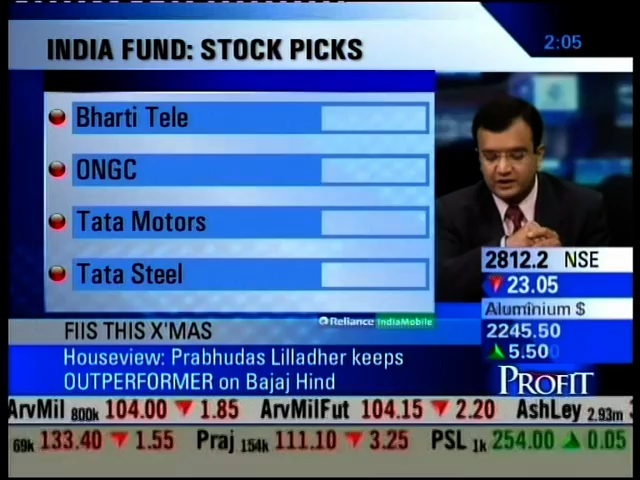 INDIA FUND: STOCK PICKS
2:05
Bharti Tele
ONGC
Tata Motors
Tata Steel
2812.2 NSE
23.05
Aluminium $
2245.50
5.500
Reliance IndiaMobile
FIIS THIS X'MAS
Houseview: Prabhudas Lilladher keeps
OUTPERFORMER on Bajaj Hind
PROFIT
ArvMil 800k 104.00 1.85 ArvMilFut 104.15 2.20 AshLey 2.93m
69k 133.40 1.55 Praj 154k 111.10 3.25 PSL 1k 254.00 0.05